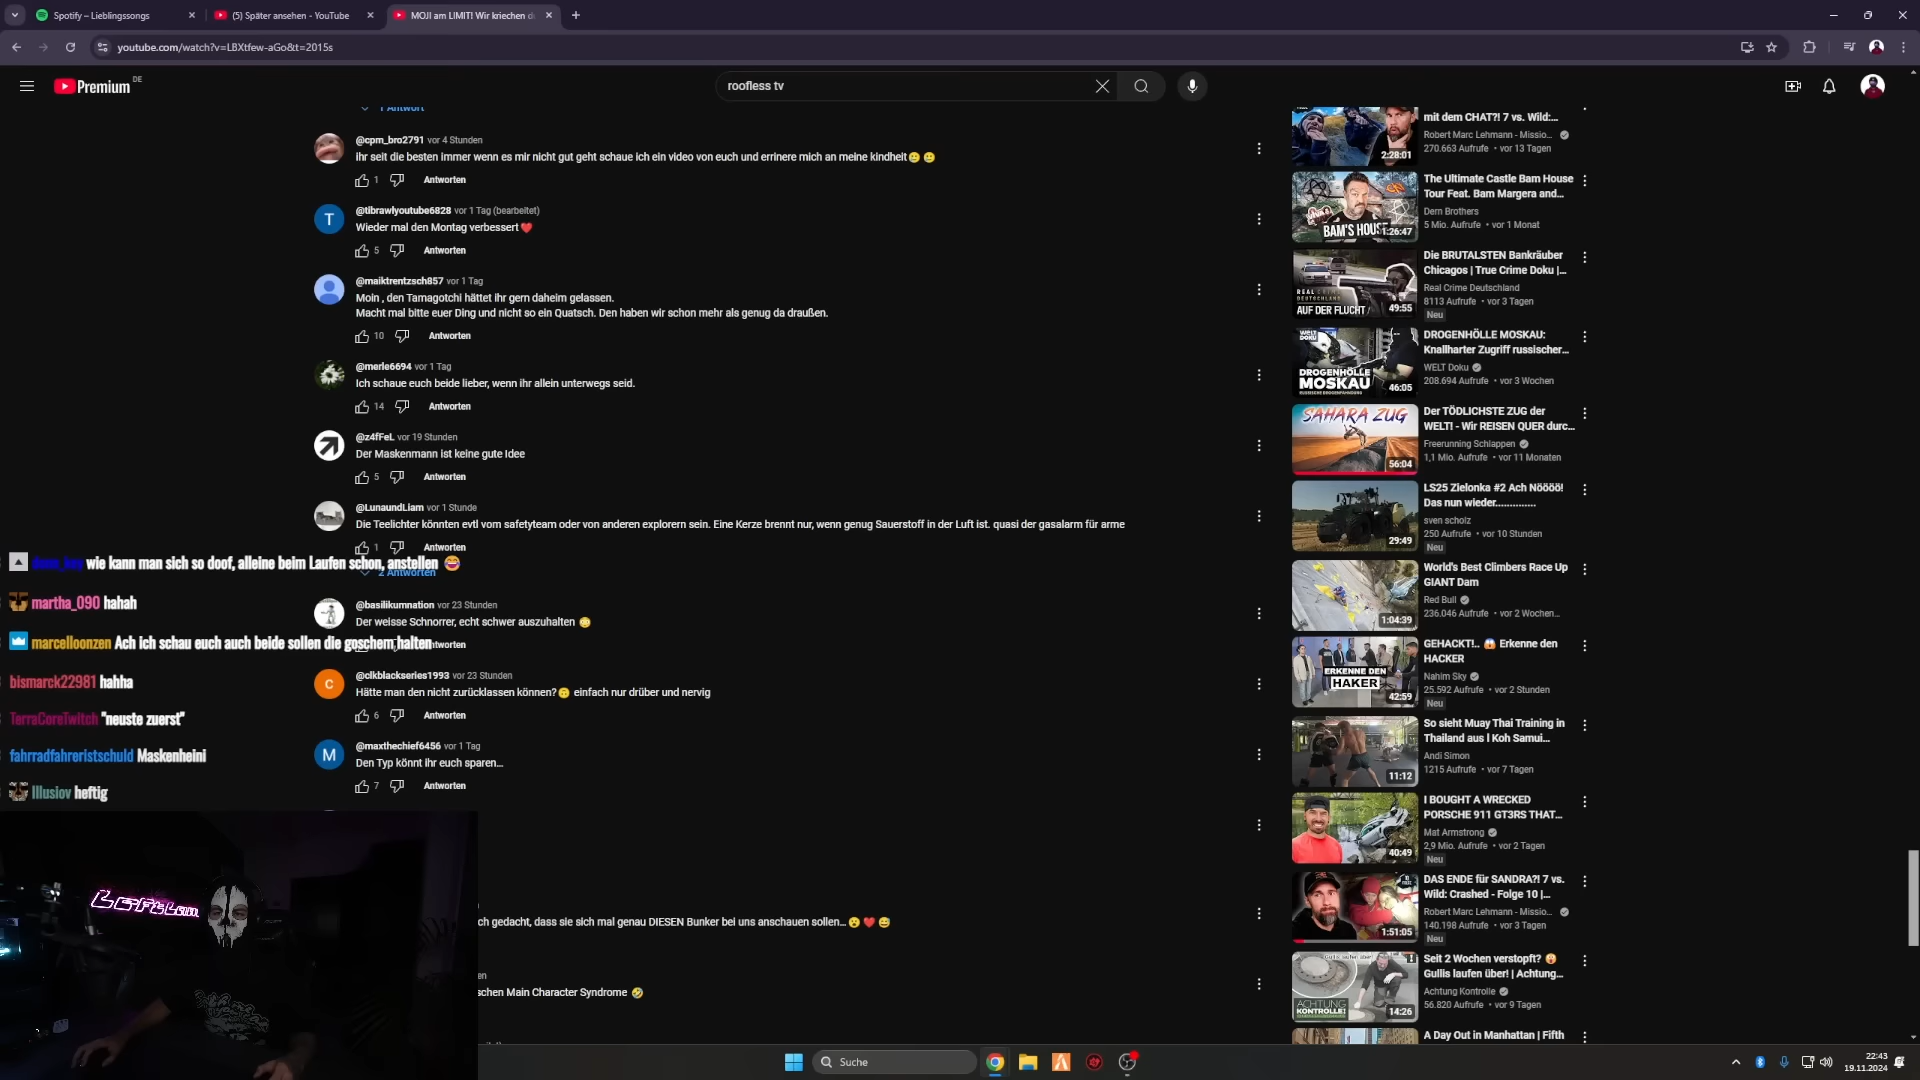 Spotify – Lieblingssongs
(5) Später ansehen - YouTube
MOJI am LIMIT! Wir kriechen d
youtube.com/watch?v=LBXtfew-aGo&t=2015s
Premium DE
roofless tv
1 Antwort
@cpm_bro2791 vor 4 Stunden
Ihr seit die besten immer wenn es mir nicht gut geht schaue ich ein video von euch und errinere mich an meine kindheit🥲 🥲
1 Antworten
T
@tibrawlyoutube6828 vor 1 Tag (bearbeitet)
Wieder mal den Montag verbessert❤️
5 Antworten
@maiktrentzsch857 vor 1 Tag
Moin , den Tamagotchi hättet ihr gern daheim gelassen.
Macht mal bitte euer Ding und nicht so ein Quatsch. Den haben wir schon mehr als genug da draußen.
10 Antworten
@merle6694 vor 1 Tag
Ich schaue euch beide lieber, wenn ihr allein unterwegs seid.
14 Antworten
@z4fFeL vor 19 Stunden
Der Maskenmann ist keine gute Idee
5 Antworten
@LunaundLiam vor 1 Stunde
Die Teelichter könnten evtl vom safetyteam oder von anderen explorern sein. Eine Kerze brennt nur, wenn genug Sauerstoff in der Luft ist. quasi der gasalarm für arme
1 Antworten
2 Antworten
@basilikumnation vor 23 Stunden
Der weisse Schnorrer, echt schwer auszuhalten 😳
ntworten
C
@clkblackseries1993 vor 23 Stunden
Hätte man den nicht zurücklassen können?🙃 einfach nur drüber und nervig
6 Antworten
M
@maxthechief6456 vor 1 Tag
Den Typ könnt ihr euch sparen...
7 Antworten
ch gedacht, dass sie sich mal genau DIESEN Bunker bei uns anschauen sollen...😮 ❤️ 😅
en
schen Main Character Syndrome 🤣
wie kann man sich so doof, alleine beim Laufen schon, anstellen 😂
martha_090 hahah
marcelloonzen Ach ich schau euch auch beide sollen die goschem halten
bismarck22981 hahha
TerraCoreTwitch "neuste zuerst"
fahrradfahreristschuld Maskenheini
Illusiov heftig
mit dem CHAT?! 7 vs. Wild:...
Robert Marc Lehmann - Missio...
270.663 Aufrufe • vor 13 Tagen
2:28:01
The Ultimate Castle Bam House
Tour Feat. Bam Margera and...
Dern Brothers
5 Mio. Aufrufe • vor 1 Monat
BAM'S HOUS
1:26:47
Die BRUTALSTEN Bankräuber
Chicagos | True Crime Doku |...
Real Crime Deutschland
8113 Aufrufe • vor 3 Tagen
Neu
REAL CRIME
DEUTSCHLAND
AUF DER FLUCHT
49:55
DROGENHÖLLE MOSKAU:
Knallharter Zugriff russischer...
WELT Doku
208.694 Aufrufe • vor 3 Wochen
WELT
DOKU
DROGENHÖLLE
MOSKAU
46:05
Der TÖDLICHSTE ZUG der
WELT! - Wir REISEN QUER durc...
Freerunning Schlappen
1,1 Mio. Aufrufe • vor 11 Monaten
SAHARA ZUG
56:04
LS25 Zielonka #2 Ach Nöööö!
Das nun wieder..............
sven scholz
250 Aufrufe • vor 10 Stunden
Neu
29:49
World's Best Climbers Race Up
GIANT Dam
Red Bull
236.046 Aufrufe • vor 2 Wochen...
1:04:39
GEHACKT!.. 😱 Erkenne den
HACKER
Nahim Sky
25.592 Aufrufe • vor 2 Stunden
Neu
ERKENNE DEN
HAKER
42:59
So sieht Muay Thai Training in
Thailand aus l Koh Samui...
Andi Simon
1215 Aufrufe • vor 7 Tagen
11:12
I BOUGHT A WRECKED
PORSCHE 911 GT3RS THAT...
Mat Armstrong
2,9 Mio. Aufrufe • vor 2 Tagen
Neu
40:49
DAS ENDE für SANDRA?! 7 vs.
Wild: Crashed - Folge 10 |...
Robert Marc Lehmann - Missio...
140.198 Aufrufe • vor 3 Tagen
Neu
1:51:05
Seit 2 Wochen verstopft? 😱
Gullis laufen über! | Achtung...
Achtung Kontrolle
56.820 Aufrufe • vor 9 Tagen
ACHTUNG
KONTROLLE!
14:26
A Day Out in Manhattan | Fifth
Suche
22:43
19.11.2024